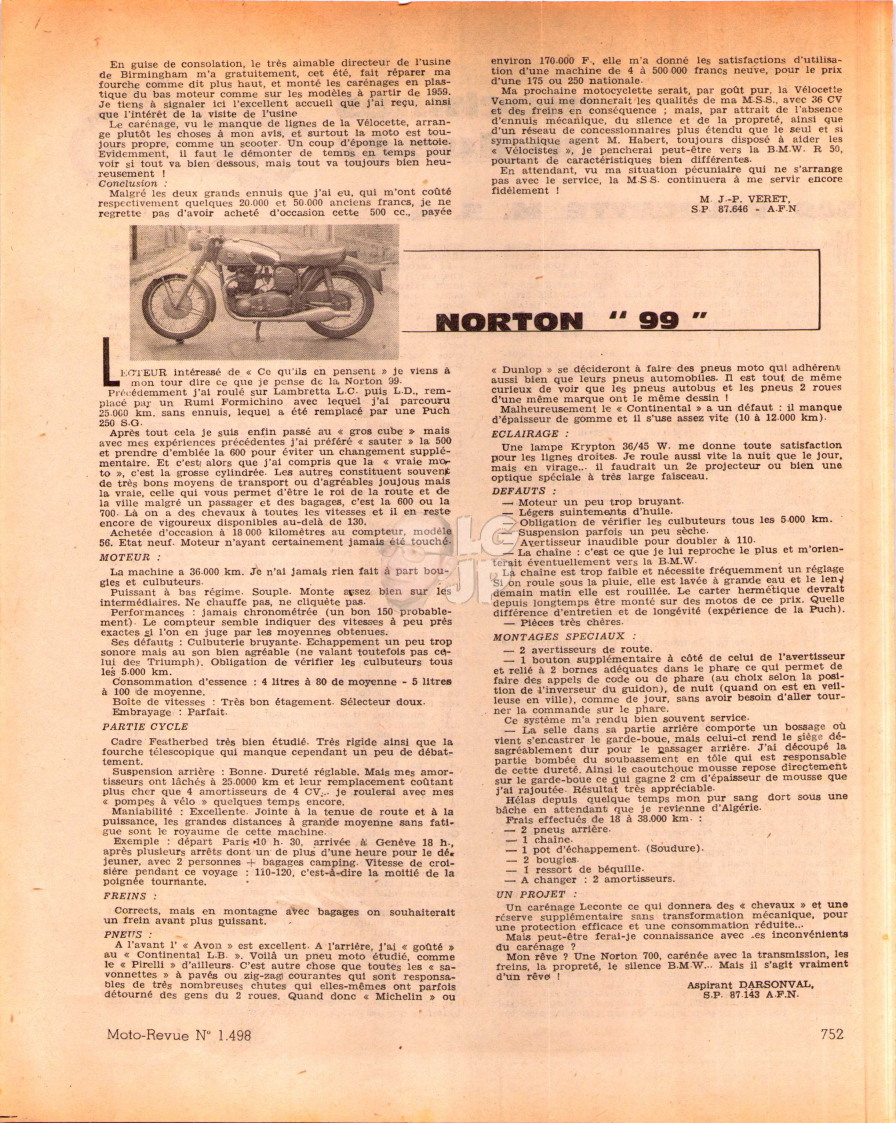 En guise de consolation, le très aimable directeur de l'usine
de Birmingham m'a gratuitement, cet été, fait réparer ma
fourche comme dit plus haut, et monté les carénages en plas-
tique du bas moteur comme sur les modèles à partir de 1959.
Je tiens à signaler ici l'excellent accueil que j'ai reçu, ainsi
que l'intérêt de la visite de l'usine
Le carénage, vu le manque de lignes de la Vélocette, arran-
ge plutôt les choses à mon avis, et surtout la moto est tou-
jours propre, comme un scooter. Un coup d'éponge la nettoie.
Evidemment, il faut le démonter de temps en temps pour
voir si tout va bien dessous, mais tout va toujours bien heu-
reusement !
Conclusion :
Malgré les deux grands ennuis que j'ai eu, qui m'ont coûté
respectivement quelques 20.000 et 50.000 anciens francs, je ne
regrette pas d'avoir acheté d'occasion cette 500 cc., payée
environ 170.000 F., elle m'a donné les satisfactions d'utilisa-
tion d'une machine de 4 à 500 000 francs neuve, pour le prix
d'une 175 ou 250 nationale.
Ma prochaine motocyclette serait, par goût pur, la Vélocette
Venom, qui me donnerait les qualités de ma M.S.S., avec 36 CV
et des freins en conséquence ; mais, par attrait de l'absence
d'ennuis mécanique, du silence et de la propreté, ainsi que
d'un réseau de concessionnaires plus étendu que le seul et si
sympathique agent M. Habert, toujours disposé à aider les
« Vélocistes », je pencherai peut-être vers la B.M.W. R 50,
pourtant de caractéristiques bien différentes.
En attendant, vu ma situation pécuniaire qui ne s'arrange
pas avec le service, la M.S.S. continuera à me servir encore
fidèlement !
M. J.-P. VERET,
S.P. 87.646 - A.F.N.
NORTON " 99 "
LECTEUR intéressé de « Ce qu'ils en pensent » je viens à
mon tour dire ce que je pense de la Norton 99.
Précédemment j'ai roulé sur Lambretta L.C. puis L.D., rem-
placé par un Rumi Formichino avec lequel j'ai parcouru
25.000 km. sans ennuis, lequel a été remplacé par une Puch
250 S.G.
Après tout cela je suis enfin passé au « gros cube » mais
avec mes expériences précédentes j'ai préféré « sauter » la 500
et prendre d'emblée la 600 pour éviter un changement supplé-
mentaire. Et c'est alors que j'ai compris que la « vraie mo-
to », c'est la grosse cylindrée. Les autres constituent souvent
de très bons moyens de transport ou d'agréables joujous mais
la vraie, celle qui vous permet d'être le roi de la route et de
la ville malgré un passager et des bagages, c'est la 600 ou la
700. Là on a des chevaux à toutes les vitesses et il en reste
encore de vigoureux disponibles au-delà de 130.
Achetée d'occasion à 18.000 kilomètres au compteur, modèle
56. Etat neuf. Moteur n'ayant certainement jamais été touché.
MOTEUR :
La machine a 36.000 km. Je n'ai jamais rien fait à part bou-
gies et culbuteurs.
Puissant à bas régime. Souple. Monte assez bien sur les
intermédiaires. Ne chauffe pas, ne cliquète pas.
Performances : jamais chronométrée (un bon 150 probable-
ment). Le compteur semble indiquer des vitesses à peu près
exactes si l'on en juge par les moyennes obtenues.
Ses défauts : Culbuterie bruyante. Echappement un peu trop
sonore mais au son bien agréable (ne valant toutefois pas ce-
lui des Triumph). Obligation de vérifier les culbuteurs tous
les 5.000 km.
Consommation d'essence : 4 litres à 80 de moyenne - 5 litres
à 100 de moyenne.
Boîte de vitesses : Très bon étagement. Sélecteur doux.
Embrayage : Parfait.
PARTIE CYCLE
Cadre Featherbed très bien étudié. Très rigide ainsi que la
fourche télescopique qui manque cependant un peu de débat-
tement.
Suspension arrière : Bonne. Dureté réglable. Mais mes amor-
tisseurs ont lâchés à 25.0000 km et leur remplacement coûtant
plus cher que 4 amortisseurs de 4 CV... je roulerai avec mes
« pompes à vélo » quelques temps encore.
Maniabilité : Excellente. Jointe à la tenue de route et à la
puissance, les grandes distances à grande moyenne sans fati-
gue sont le royaume de cette machine.
Exemple : départ Paris 10 h. 30, arrivée à Genève 18 h.,
après plusieurs arrêts dont un de plus d'une heure pour le dé-
jeuner, avec 2 personnes + bagages camping. Vitesse de croi-
sière pendant ce voyage : 110-120, c'est-à-dire la moitié de la
poignée tournante.
FREINS :
Corrects, mais en montagne avec bagages on souhaiterait
un frein avant plus puissant.
PNEUS :
A l'avant l' « Avon » est excellent. A l'arrière, j'ai « goûté »
au « Continental L.B. ». Voilà un pneu moto étudié, comme
le « Pirelli » d'ailleurs. C'est autre chose que toutes les « sa-
vonnettes » à pavés ou zig-zag courantes qui sont responsa-
bles de très nombreuses chutes qui elles-mêmes ont parfois
détourné des gens du 2 roues. Quand donc « Michelin » ou
« Dunlop » se décideront à faire des pneus moto qui adhèrent
aussi bien que leurs pneus automobiles. Il est tout de même
curieux de voir que les pneus autobus et les pneus 2 roues
d'une même marque ont le même dessin !
Malheureusement le « Continental » a un défaut : il manque
d'épaisseur de gomme et il s'use assez vite (10 à 12.000 km).
ECLAIRAGE :
Une lampe Krypton 36/45 W. me donne toute satisfaction
pour les lignes droites. Je roule aussi vite la nuit que le jour,
mais en virage... il faudrait un 2e projecteur ou bien une
optique spéciale à très large faisceau.
DEFAUTS :
— Moteur un peu trop bruyant.
— Légers suintements d'huile.
— Obligation de vérifier les culbuteurs tous les 5.000 km.
— Suspension parfois un peu sèche.
— Avertisseur inaudible pour doubler à 110.
— La chaine : c'est ce que je lui reproche le plus et m'orien-
terait éventuellement vers la B.M.W.
La chaîne est trop faible et nécessite fréquemment un réglage
Si on roule sous la pluie, elle est lavée à grande eau et le len-
demain matin elle est rouillée. Le carter hermétique devrait
depuis longtemps être monté sur des motos de ce prix. Quelle
différence d'entretien et de longévité (expérience de la Puch).
— Pièces très chères.
MONTAGES SPECIAUX :
— 2 avertisseurs de route.
— 1 bouton supplémentaire à côté de celui de l'avertisseur
et relié à 2 bornes adéquates dans le phare ce qui permet de
faire des appels de code ou de phare (au choix selon la posi-
tion de l'inverseur du guidon), de nuit (quand on est en veil-
leuse en ville), comme de jour, sans avoir besoin d'aller tour-
ner la commande sur le phare.
Ce système m'a rendu bien souvent service.
— La selle dans sa partie arrière comporte un bossage où
vient s'encastrer le garde-boue, mais celui-ci rend le siège dé-
sagréablement dur pour le passager arrière. J'ai découpé la
partie bombée du soubassement en tôle qui est responsable
de cette dureté. Ainsi le caoutchouc mousse repose directement
sur le garde-boue ce qui gagne 2 cm d'épaisseur de mousse que
j'ai rajoutée. Résultat très appréciable.
Hélas depuis quelque temps mon pur sang dort sous une
bâche en attendant que je revienne d'Algérie.
Frais effectués de 18 à 38.000 km. :
— 2 pneus arrière.
— 1 chaîne.
— 1 pot d'échappement. (Soudure).
— 2 bougies.
— 1 ressort de béquille.
— A changer : 2 amortisseurs.
UN PROJET :
Un carénage Leconte ce qui donnera des « chevaux » et une
réserve supplémentaire sans transformation mécanique, pour
une protection efficace et une consommation réduite...
Mais peut-être ferai-je connaissance avec les inconvénients
du carénage ?
Mon rêve ? Une Norton 700, carénée avec la transmission, les
freins, la propreté, le silence B.M.W... Mais il s'agit vraiment
d'un rêve !
Aspirant DARSONVAL,
S.P. 87.143 A.F.N.
Moto-Revue N° 1.498
752